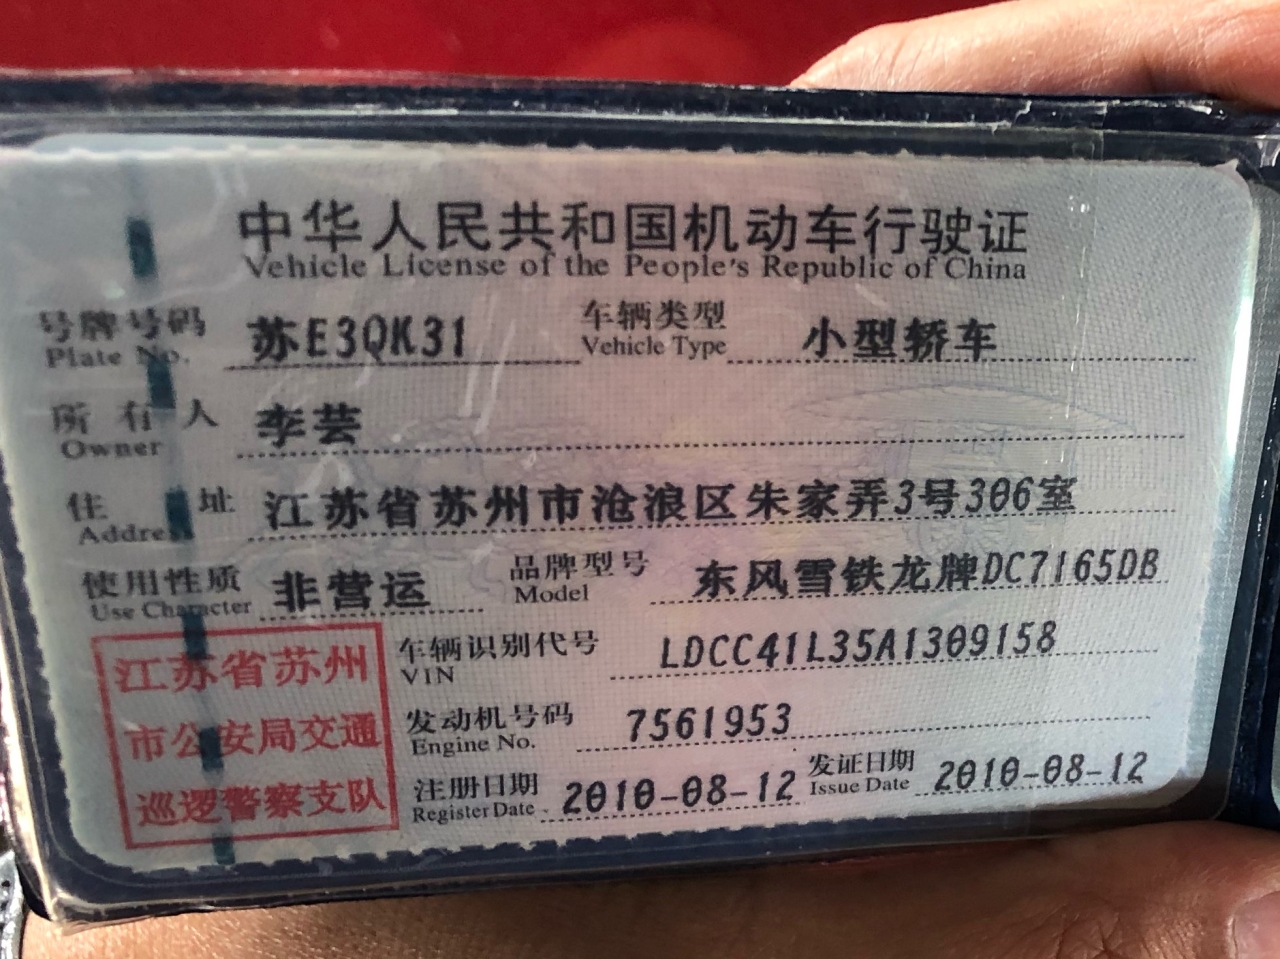 中华人民共和国机动车行驶证
Vehicle License of the People's Republic of China
号牌号码 苏E3QK31 车辆类型 小型轿车
Plate No. Vehicle Type
所有人 李芸
Owner
住址 江苏省苏州市沧浪区朱家弄3号306室
Address
使用性质 非营运 品牌型号 东风雪铁龙牌DC7165DB
Use Character Model
江苏省苏州
市公安局交通
巡逻警察支队
车辆识别代号 LDCC41L35A1309158
VIN
发动机号码 7561953
Engine No.
注册日期 2010-08-12 发证日期 2010-08-12
Register Date Issue Date